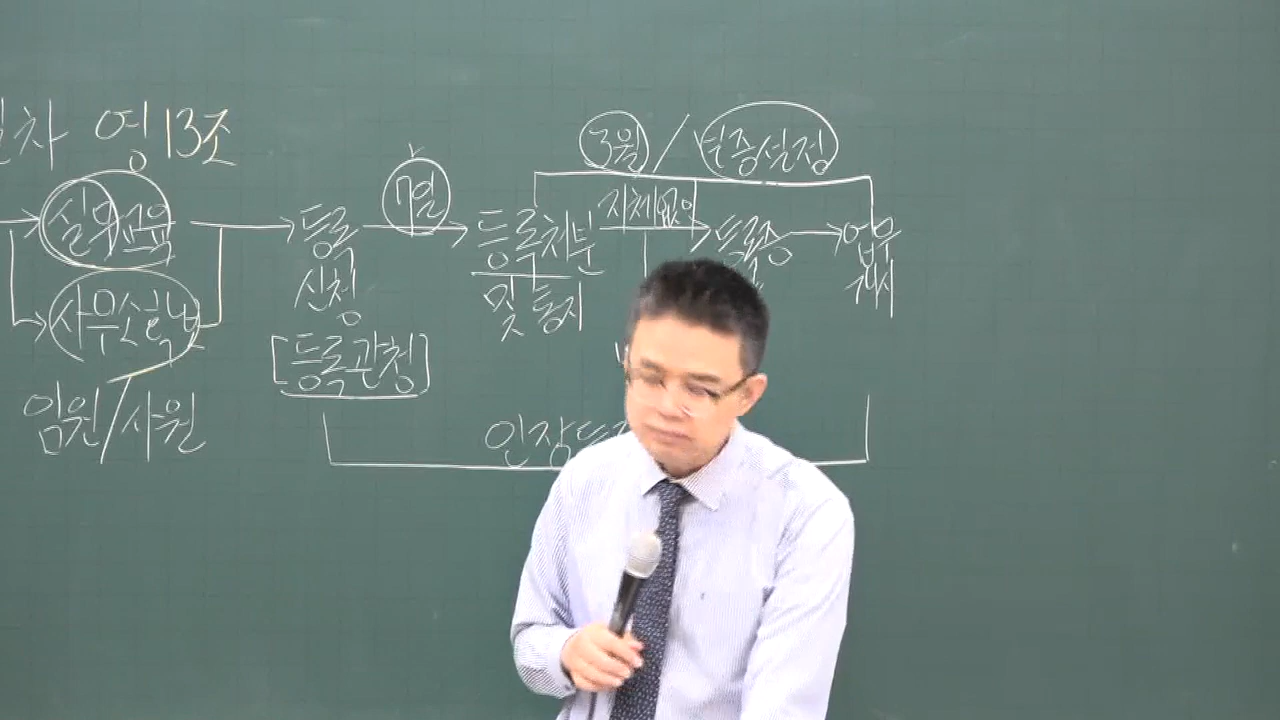 차 영 13조
3월 / 보증설정
실무교육
등록
신청
7일
등록처분
및 통지
지체없이
등록증
업무
개시
사무소확보
[등록관청]
임원/사원
인장등